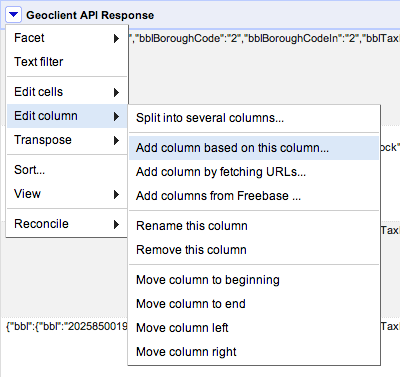 Geoclient API Response
Facet
","bblBoroughCode":"2","bblBoroughCodeIn":"2","bblTax
Text filter
Edit cells
Edit column
Split into several columns...
Transpose
Add column based on this column...
ock"
Sort...
Add column by fetching URLs...
View
Add columns from Freebase ...
Reconcile
Rename this column
Tax
Remove this column
Move column to beginning
Move column to end
{"bbl":{"bbl":"2025850019
Move column left
Tax
Move column right